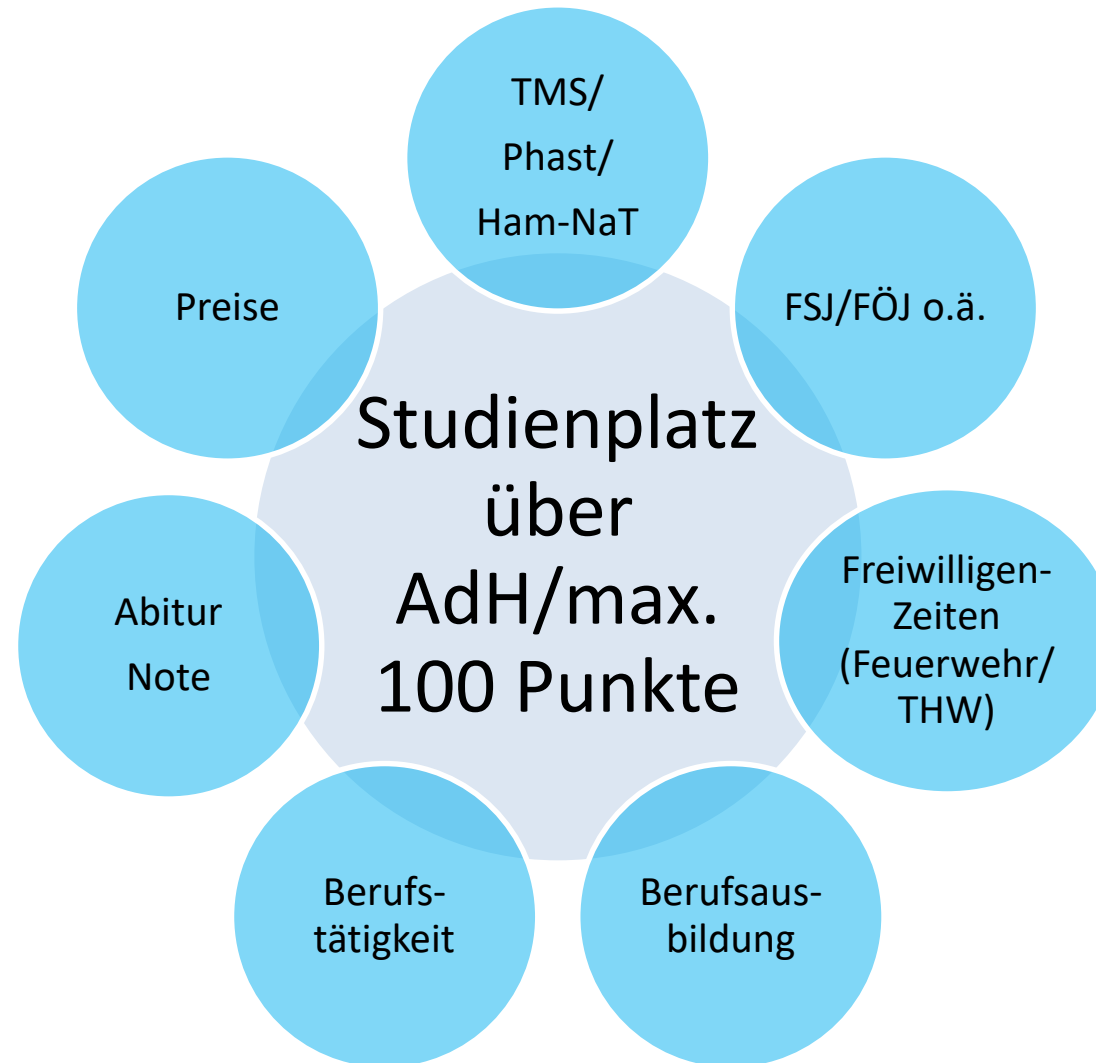 TMS/
Phast/
Ham-NaT
FSJ/FÖJ o.ä.
Freiwilligen-
Zeiten
(Feuerwehr/
THW)
Berufsaus-
bildung
Berufs-
tätigkeit
Abitur
Note
Preise
Studienplatz
über
AdH/max.
100 Punkte